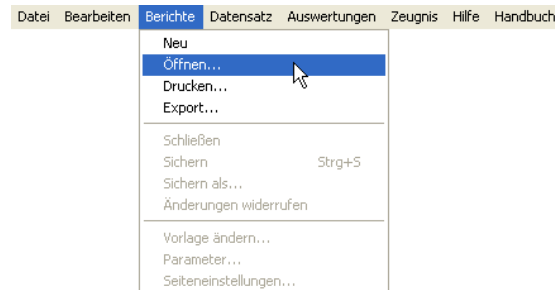 Datei Bearbeiten Berichte Datensatz Auswertungen Zeugnis Hilfe Handbuch
Neu
Öffnen...
Drucken...
Export...
Schließen
Sichern Strg+S
Sichern als...
Änderungen widerrufen
Vorlage ändern...
Parameter...
Seiteneinstellungen...